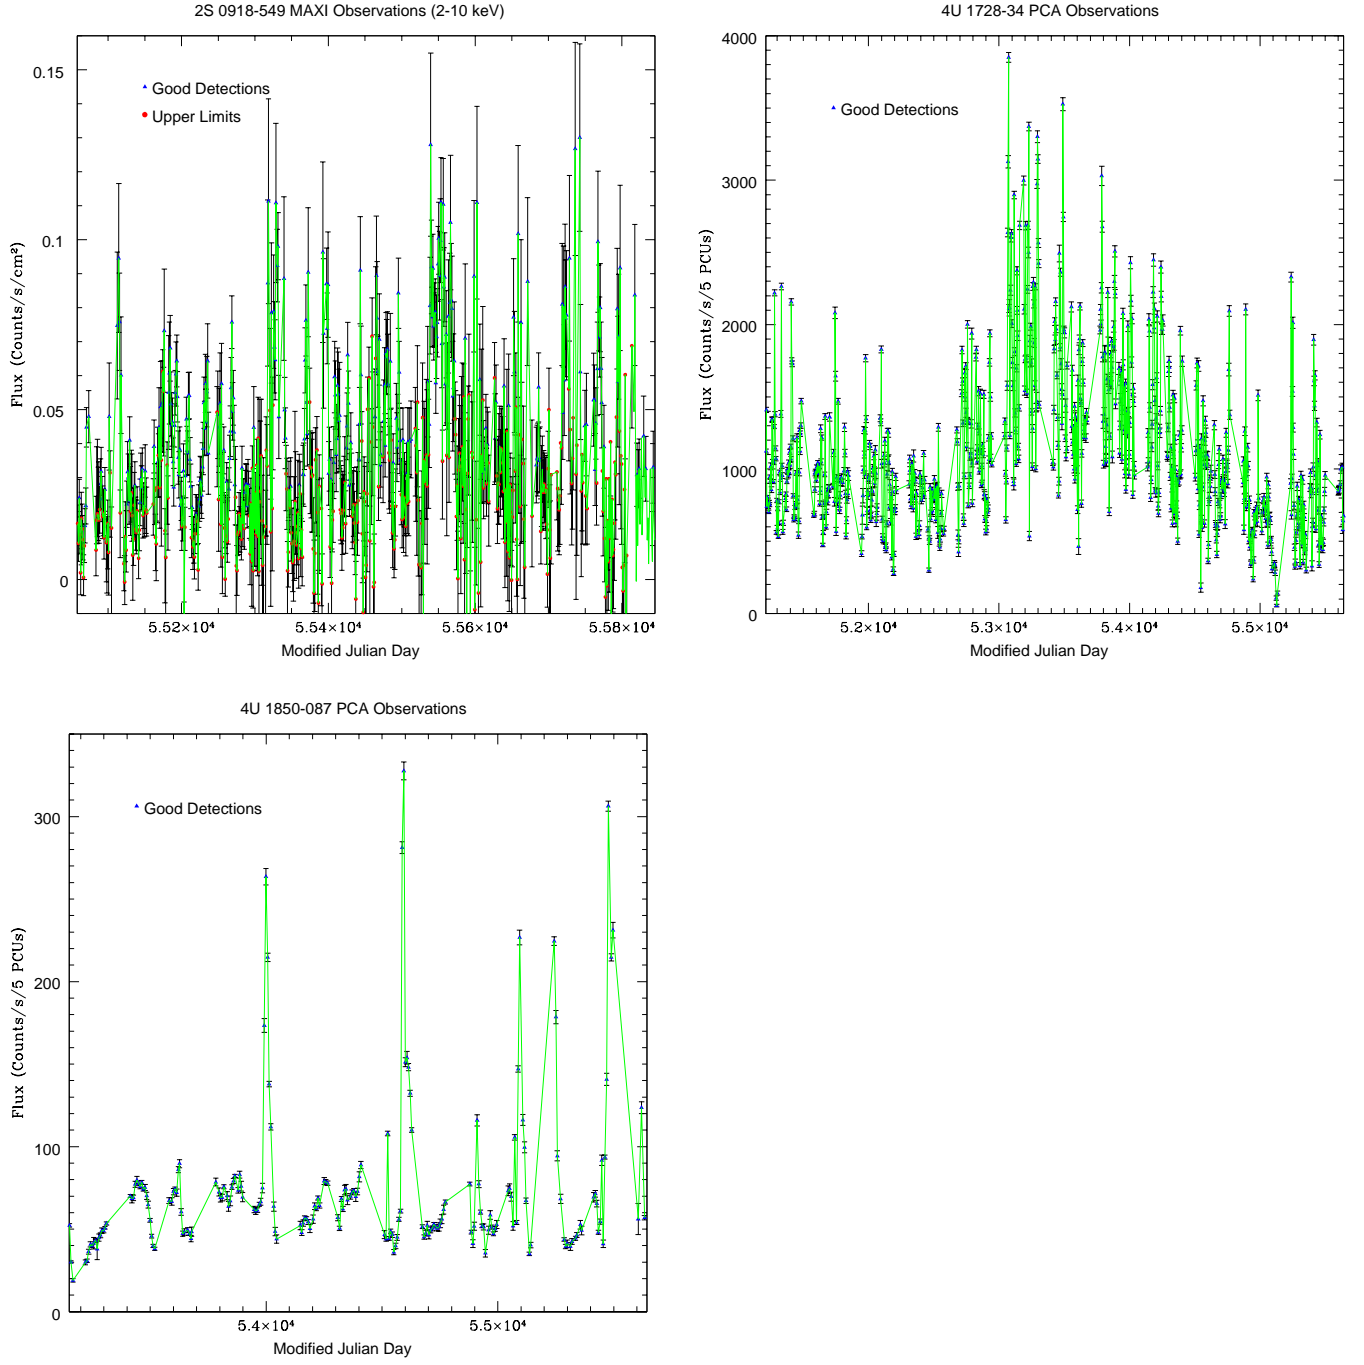 2S 0918-549 MAXI Observations (2-10 keV)
0.15
Good Detections
Upper Limits
0.1
0.05
0
Flux (Counts/s/cm²)
5.52×10⁴
5.54×10⁴
5.56×10⁴
5.58×10⁴
Modified Julian Day
4U 1728-34 PCA Observations
4000
Good Detections
3000
2000
1000
0
Flux (Counts/s/5 PCUs)
5.2×10⁴
5.3×10⁴
5.4×10⁴
5.5×10⁴
Modified Julian Day
4U 1850-087 PCA Observations
Good Detections
300
200
100
0
Flux (Counts/s/5 PCUs)
5.4×10⁴
5.5×10⁴
Modified Julian Day